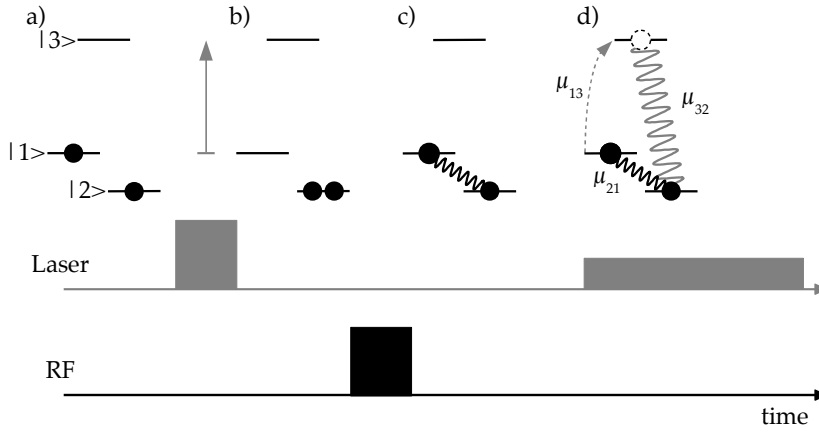 a)
b)
c)
d)
|3>
|1>
|2>
μ13
μ32
μ21
Laser
RF
time